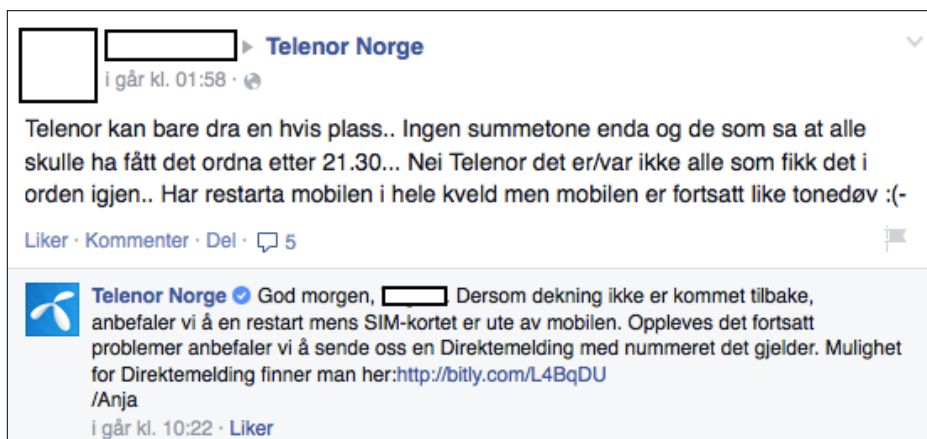 Telenor Norge
i går kl. 01:58 ·
Telenor kan bare dra en hvis plass.. Ingen summetone enda og de som sa at alle
skulle ha fått det ordna etter 21.30... Nei Telenor det er/var ikke alle som fikk det i
orden igjen.. Har restarta mobilen i hele kveld men mobilen er fortsatt like tonedøv :(-
Liker · Kommenter · Del · 5
Telenor Norge God morgen, . Dersom dekning ikke er kommet tilbake,
anbefaler vi å en restart mens SIM-kortet er ute av mobilen. Oppleves det fortsatt
problemer anbefaler vi å sende oss en Direktemelding med nummeret det gjelder. Mulighet
for Direktemelding finner man her:http://bitly.com/L4BqDU
/Anja
i går kl. 10:22 · Liker